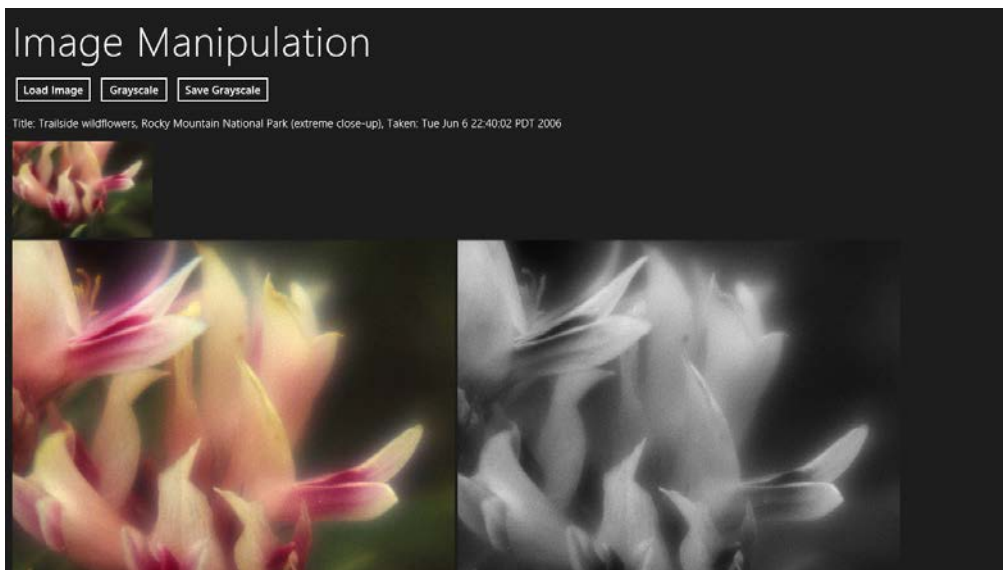 Image Manipulation
Load Image Grayscale Save Grayscale
Title: Trailside wildflowers, Rocky Mountain National Park (extreme close-up), Taken: Tue Jun 6 22:40:02 PDT 2006